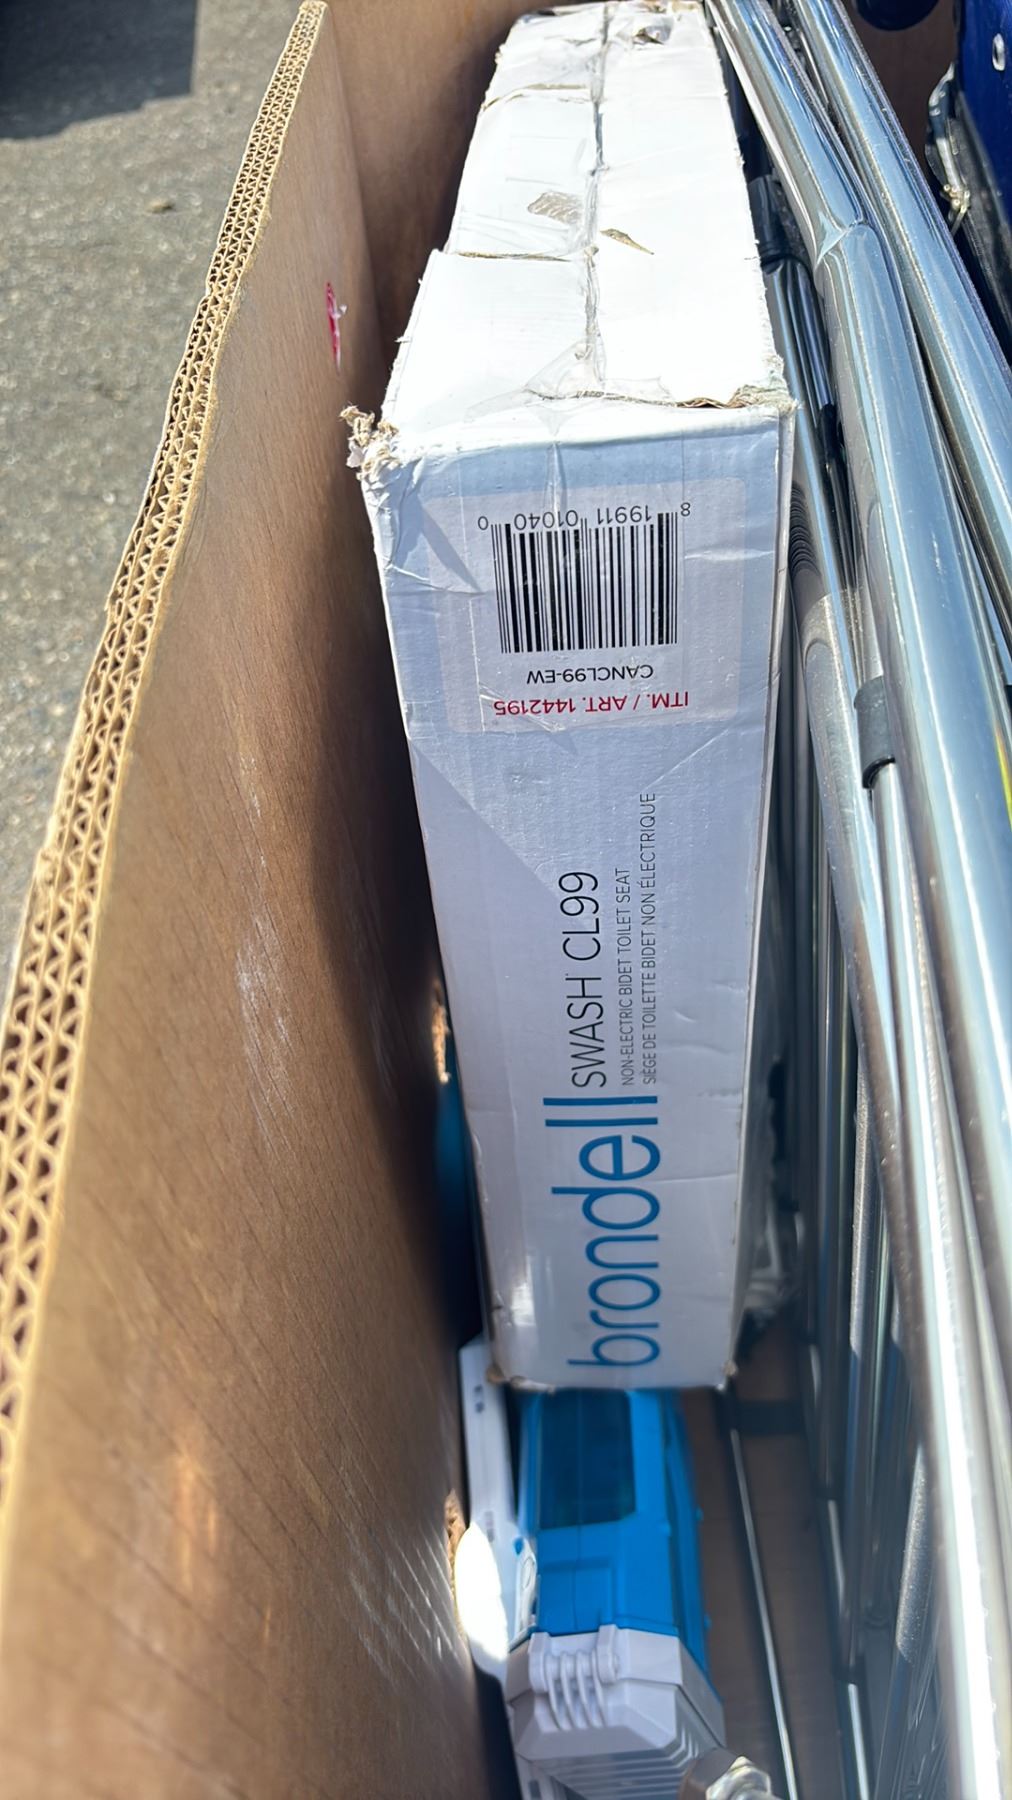 8 19911 01040 0
CANCL99-EW
ITM. / ART. 1442195
brondell SWASH CL99
NON-ELECTRIC BIDET TOILET SEAT
SIÈGE DE TOILETTE BIDET NON ÉLECTRIQUE